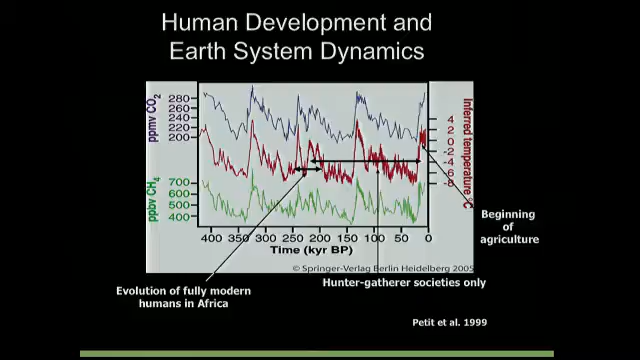 Human Development and
Earth System Dynamics
ppmv CO2
280
260
240
220
200
ppbv CH4
700
600
500
400
4
2
0
-2
-4
6
-8
Inferred temperature °C
400 350 300 250 200 150 100 50 0
Time (kyr BP)
© Springer-Verlag Berlin Heidelberg 2005
Beginning
of
agriculture
Evolution of fully modern
humans in Africa
Hunter-gatherer societies only
Petit et al. 1999